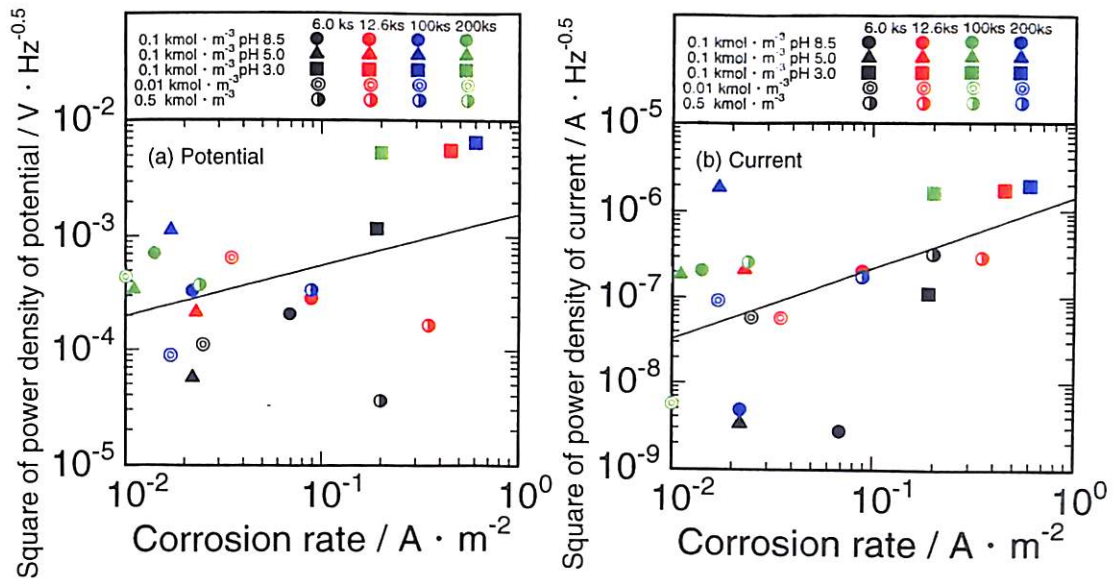 6.0 ks 12.6ks 100ks 200ks
0.1 kmol · m⁻³ pH 8.5
0.1 kmol · m⁻³ pH 5.0
0.1 kmol · m⁻³ pH 3.0
0.01 kmol · m⁻³
0.5 kmol · m⁻³
Square of power density of potential / V · Hz⁻⁰·⁵
10⁻²
10⁻³
10⁻⁴
10⁻⁵
(a) Potential
10⁻² 10⁻¹ 10⁰
Corrosion rate / A · m⁻²
6.0 ks 12.6ks 100ks 200ks
0.1 kmol · m⁻³ pH 8.5
0.1 kmol · m⁻³ pH 5.0
0.1 kmol · m⁻³ pH 3.0
0.01 kmol · m⁻³
0.5 kmol · m⁻³
Square of power density of current / A · Hz⁻⁰·⁵
10⁻⁵
10⁻⁶
10⁻⁷
10⁻⁸
10⁻⁹
(b) Current
10⁻² 10⁻¹ 10⁰
Corrosion rate / A · m⁻²